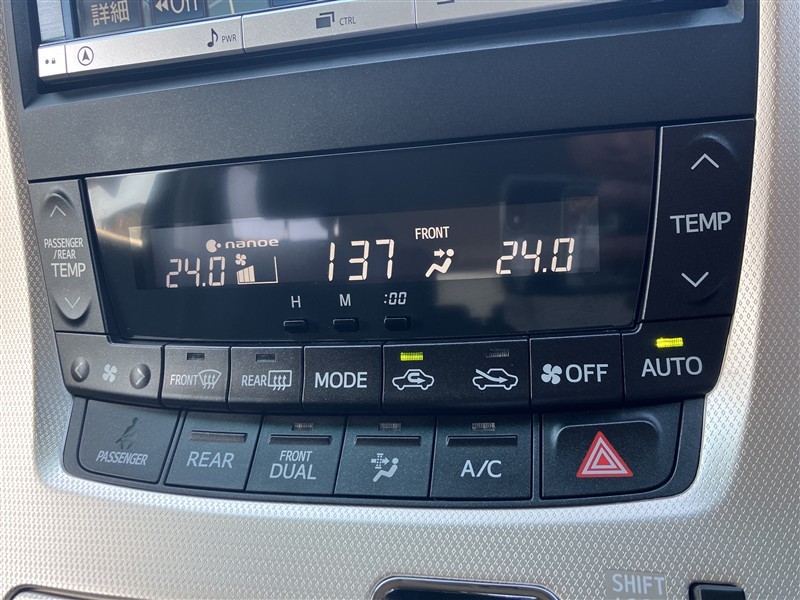 詳細
◀Off
PWR
CTRL
PASSENGER
/REAR
TEMP
nanoe
24.0
137
FRONT
24.0
TEMP
H
M
:00
FRONT
REAR
MODE
OFF
AUTO
PASSENGER
REAR
FRONT
DUAL
A/C
SHIFT